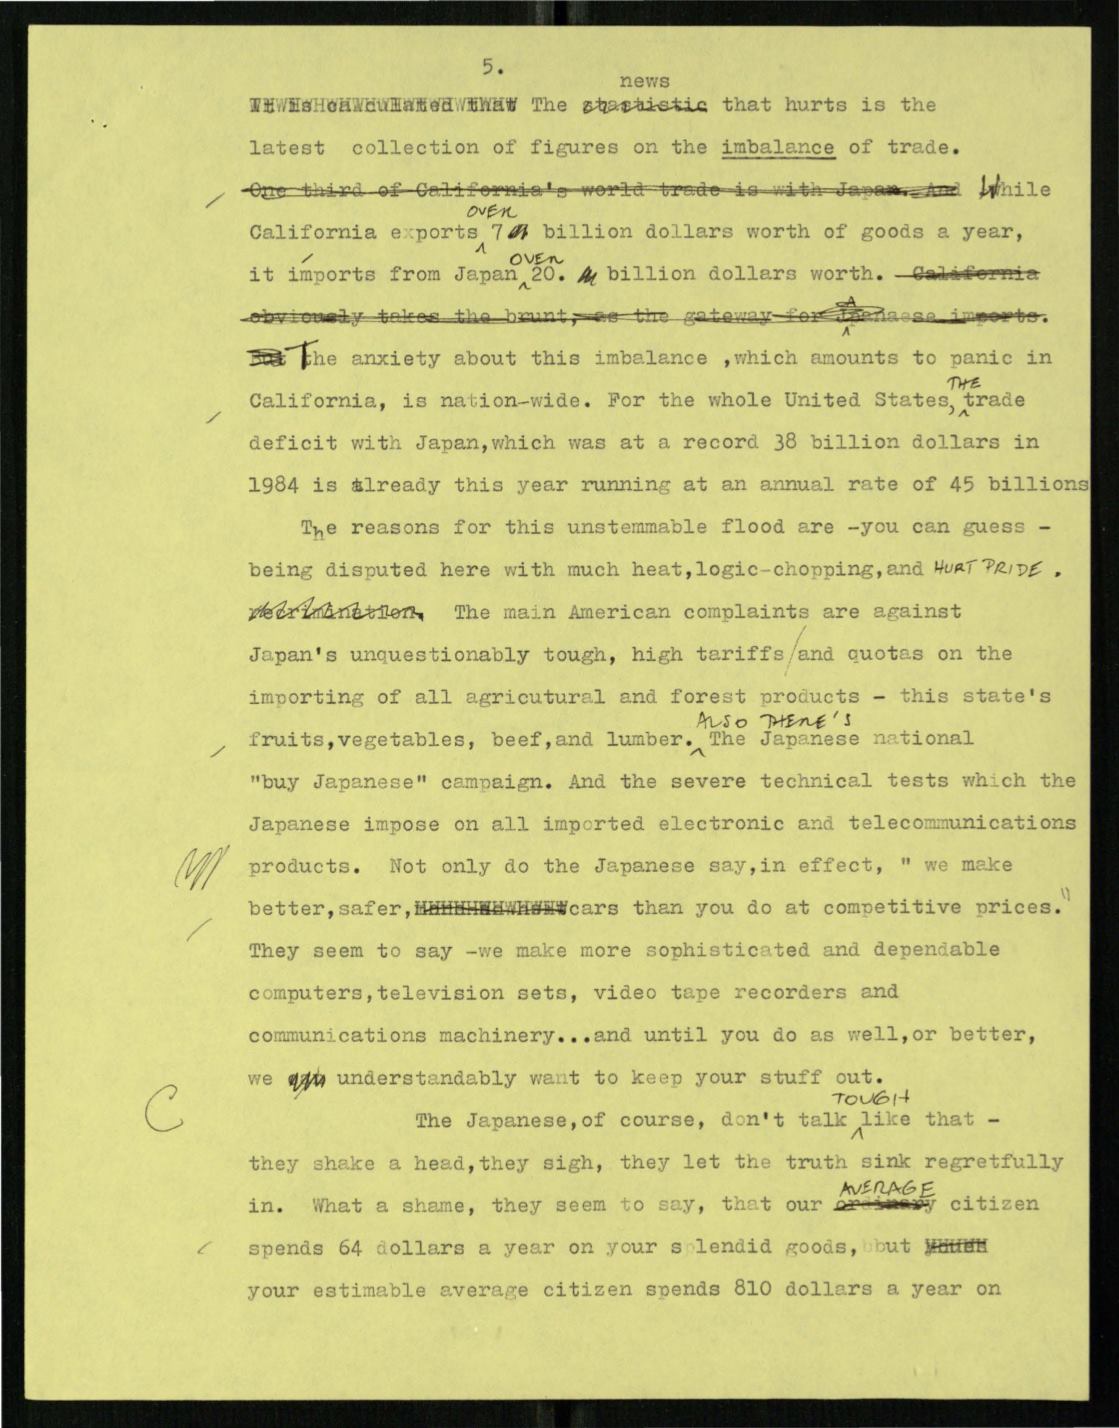 5.
news
It is calculated that The stastistic that hurts is the
latest collection of figures on the imbalance of trade.
One third of California's world trade is with Japan. And While
OVER
California exports 7 billion dollars worth of goods a year,
OVER
it imports from Japan 20. billion dollars worth. California
obviously takes the brunt, as the gateway for Japanaese imports.
But The anxiety about this imbalance ,which amounts to panic in
THE
California, is nation-wide. For the whole United States, trade
deficit with Japan,which was at a record 38 billion dollars in
1984 is already this year running at an annual rate of 45 billions
The reasons for this unstemmable flood are -you can guess -
being disputed here with much heat,logic-chopping,and HURT PRIDE .
recrimination. The main American complaints are against
Japan's unquestionably tough, high tariffs/and quotas on the
importing of all agricutural and forest products - this state's
ALSO THERE'S
fruits,vegetables, beef,and lumber. The Japanese national
"buy Japanese" campaign. And the severe technical tests which the
Japanese impose on all imported electronic and telecommunications
products. Not only do the Japanese say,in effect, " we make
better,safer, cars than you do at competitive prices."
They seem to say -we make more sophisticated and dependable
computers,television sets, video tape recorders and
communications machinery...and until you do as well,or better,
we understandably want to keep your stuff out.
TOUGH
The Japanese,of course, don't talk like that -
they shake a head,they sigh, they let the truth sink regretfully
AVERAGE
in. What a shame, they seem to say, that our ordinary citizen
spends 64 dollars a year on your splendid goods, but
your estimable average citizen spends 810 dollars a year on